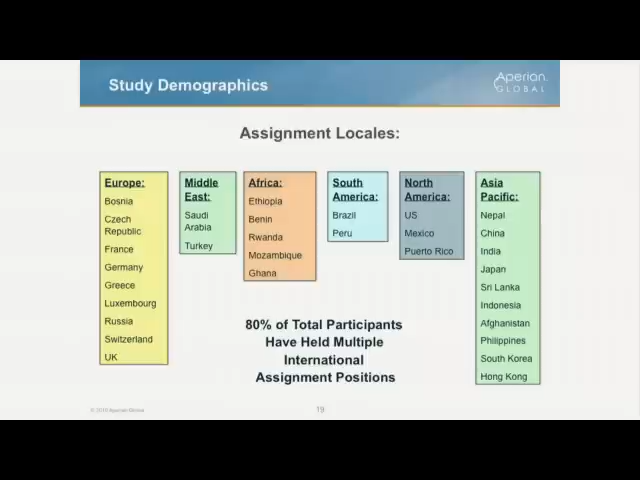 Study Demographics
Aperian
GLOBAL
Assignment Locales:
Europe:
Bosnia
Czech
Republic
France
Germany
Greece
Luxembourg
Russia
Switzerland
UK
Middle
East:
Saudi
Arabia
Turkey
Africa:
Ethiopia
Benin
Rwanda
Mozambique
Ghana
South
America:
Brazil
Peru
North
America:
US
Mexico
Puerto Rico
Asia
Pacific:
Nepal
China
India
Japan
Sri Lanka
Indonesia
Afghanistan
Philippines
South Korea
Hong Kong
80% of Total Participants
Have Held Multiple
International
Assignment Positions
Aperian Global
19